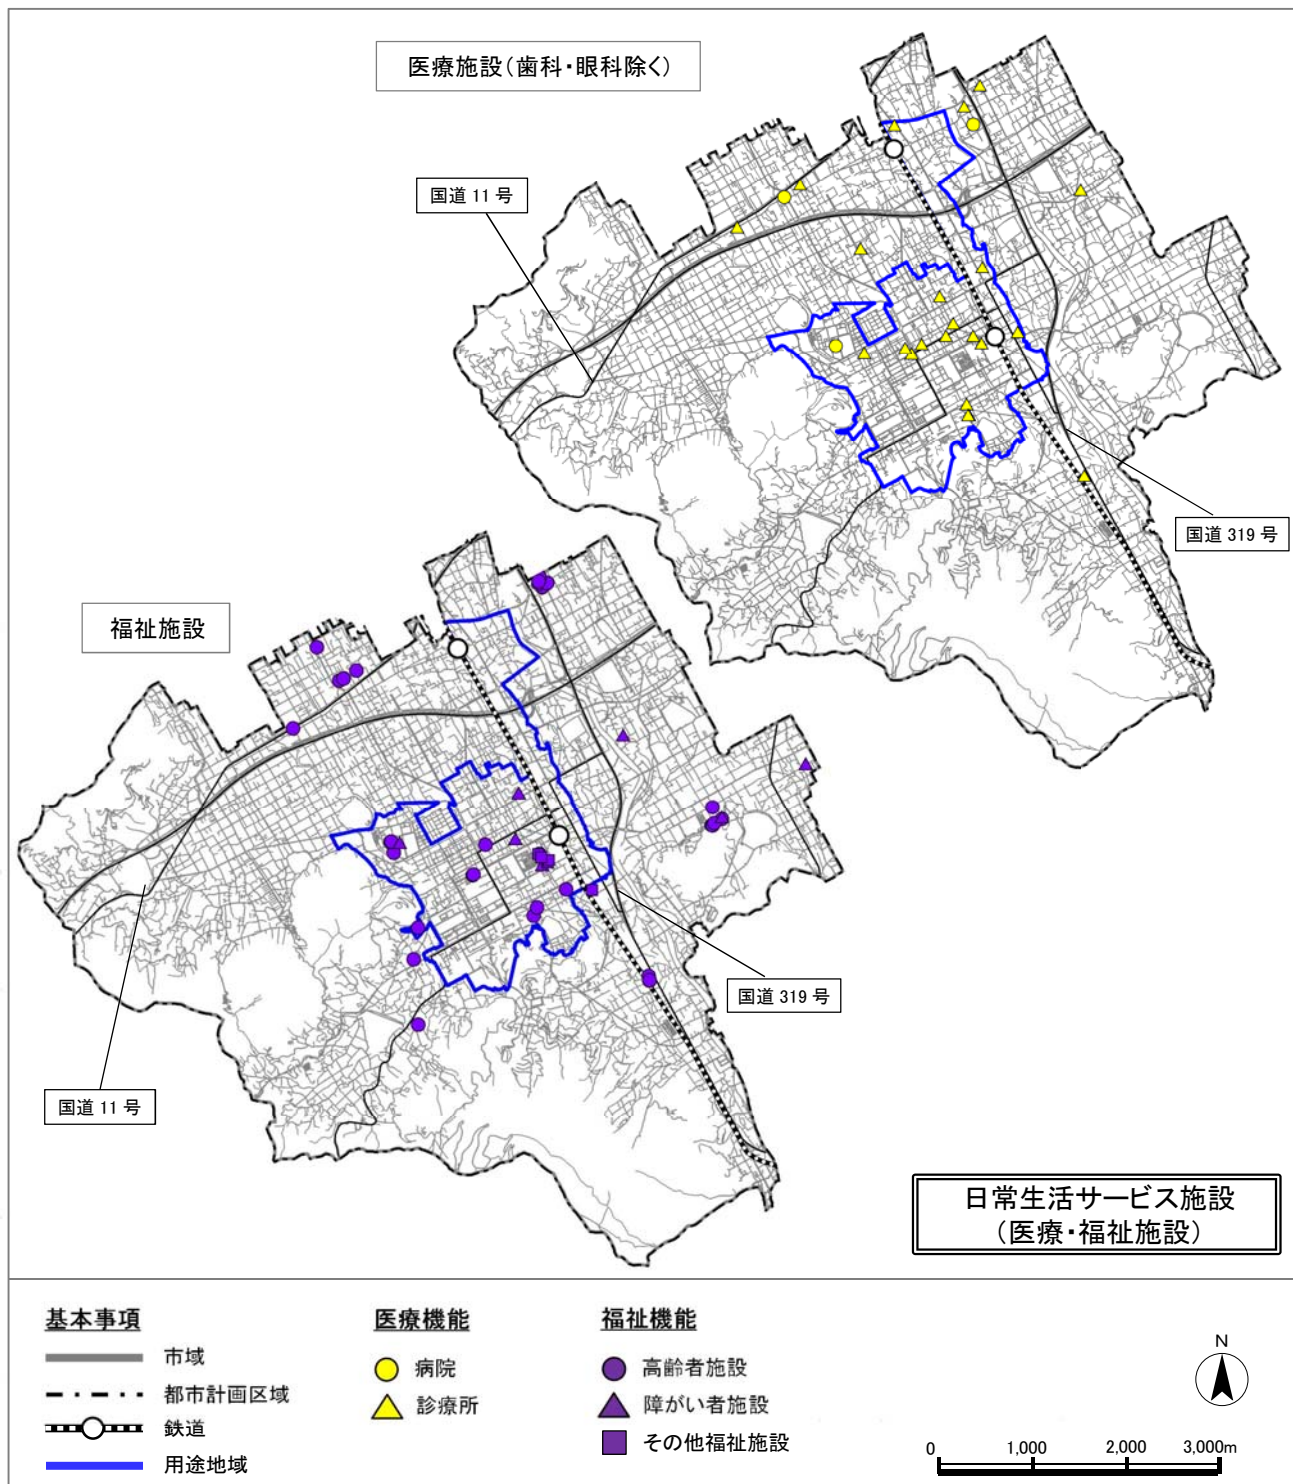 医療施設（歯科・眼科除く）
国道 11 号
国道 319 号
福祉施設
国道 319 号
国道 11 号
日常生活サービス施設
（医療・福祉施設）
基本事項
市域
都市計画区域
鉄道
用途地域
医療機能
病院
診療所
福祉機能
高齢者施設
障がい者施設
その他福祉施設
N
0 1,000 2,000 3,000m